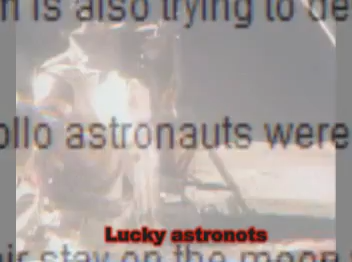 is also trying to de
ollo astronauts were
Lucky astronots
ir stay on the moon